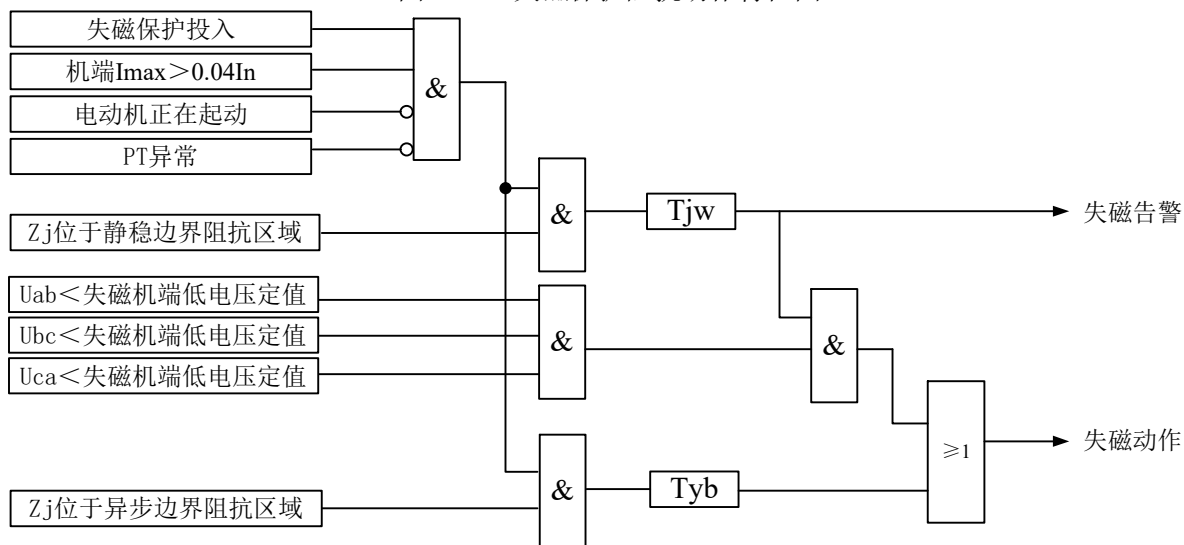 失磁保护投入
机端Imax＞0.04In
电动机正在起动
PT异常
&
Zj位于静稳边界阻抗区域
&
Tjw
失磁告警
Uab＜失磁机端低电压定值
Ubc＜失磁机端低电压定值
Uca＜失磁机端低电压定值
&
&
≥1
失磁动作
Zj位于异步边界阻抗区域
&
Tyb